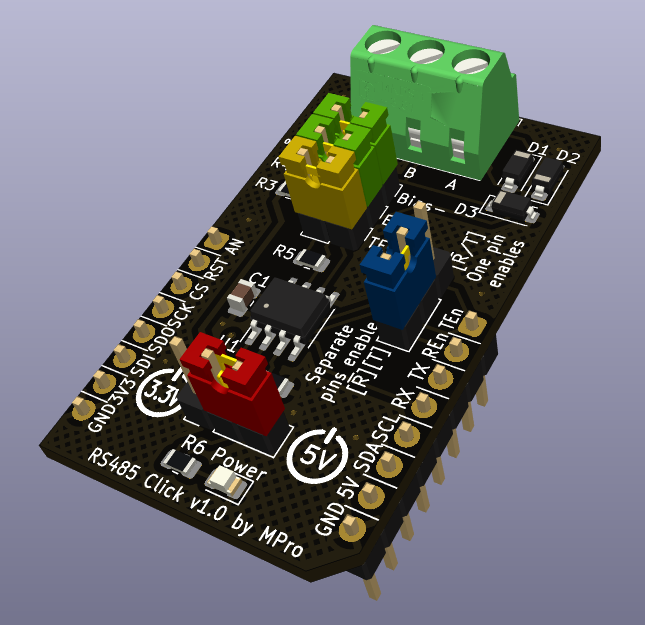 D1 D2
B A
Bias- D3
R3
[R/T]
One pin
enables
R5
C1
AN
RST
CS
SCK
SDO
SDI
3V3
GND
TEn
REn
TX
RX
SCL
SDA
5V
GND
Separate
pins enable
[R][T]
3.3V
5V
R6 Power
RS485 Click v1.0 by MPro